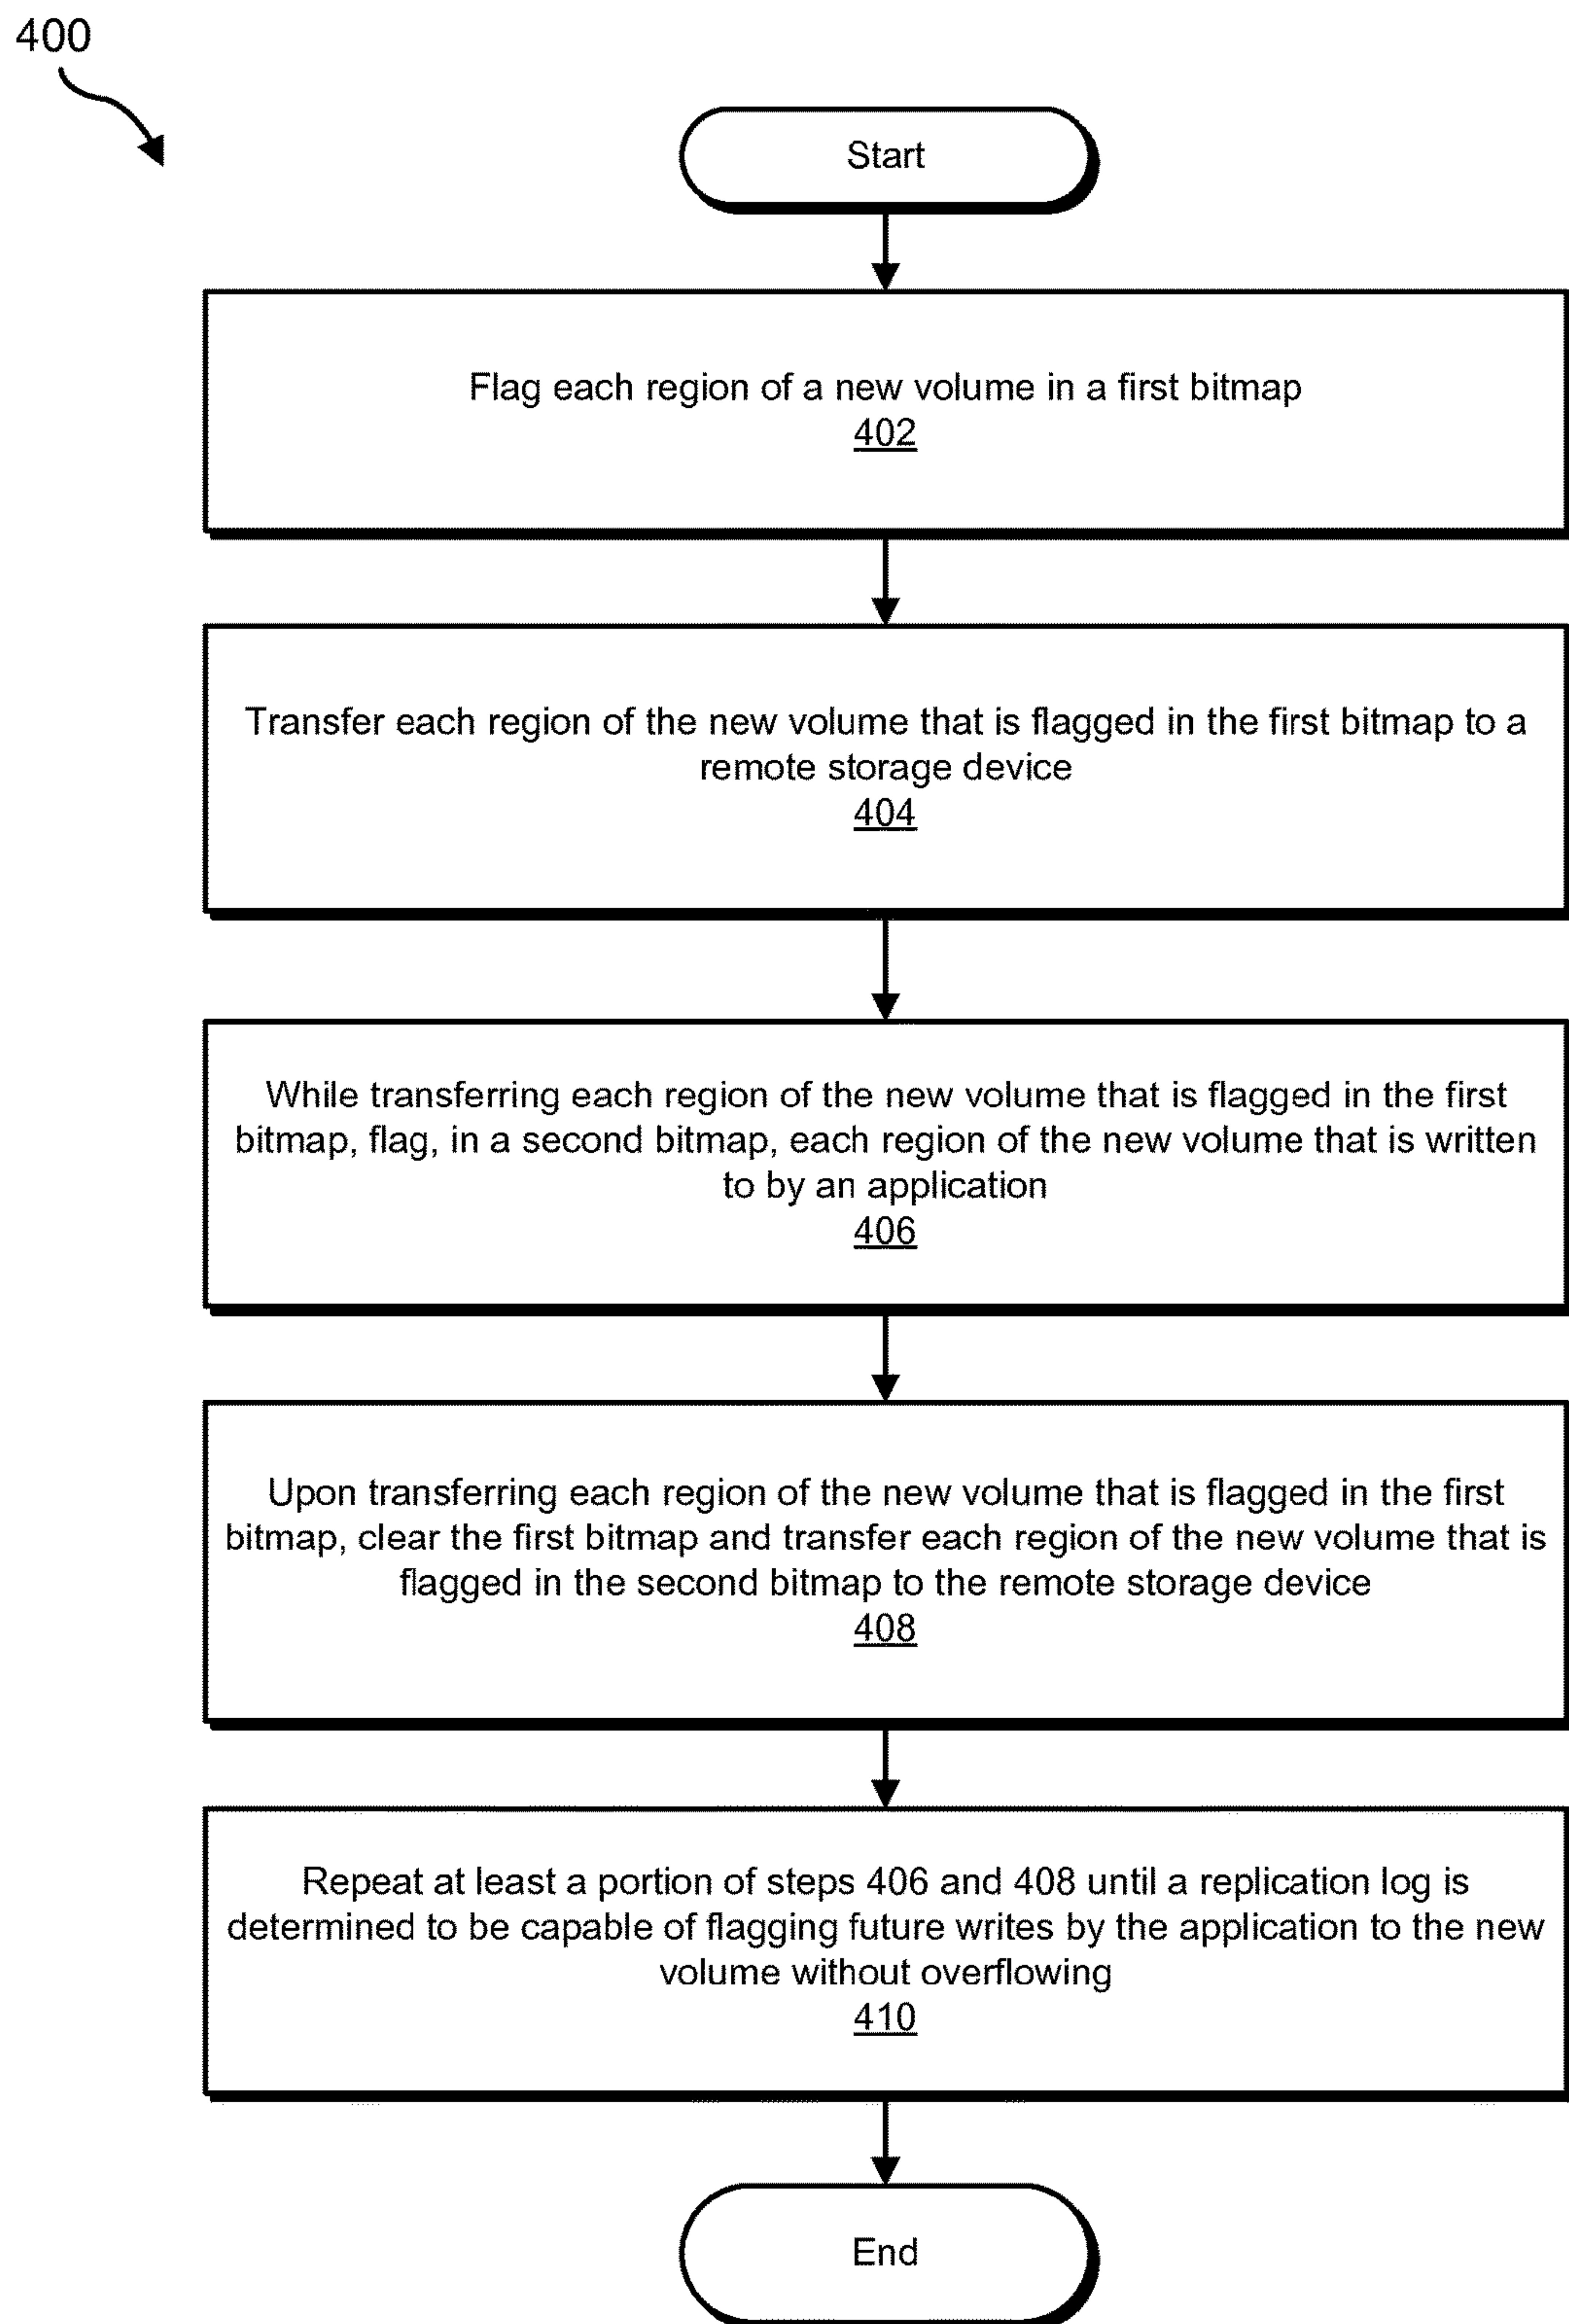 400
Start
Flag each region of a new volume in a first bitmap
402
Transfer each region of the new volume that is flagged in the first bitmap to a
remote storage device
404
While transferring each region of the new volume that is flagged in the first
bitmap, flag, in a second bitmap, each region of the new volume that is written
to by an application
406
Upon transferring each region of the new volume that is flagged in the first
bitmap, clear the first bitmap and transfer each region of the new volume that is
flagged in the second bitmap to the remote storage device
408
Repeat at least a portion of steps 406 and 408 until a replication log is
determined to be capable of flagging future writes by the application to the new
volume without overflowing
410
End